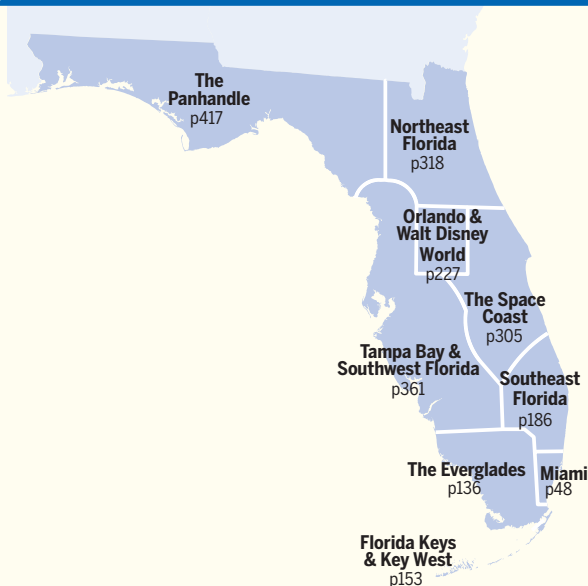 The
Panhandle
p417
Northeast
Florida
p318
Orlando &
Walt Disney
World
p227
The Space
Coast
p305
Tampa Bay &
Southwest Florida
p361
Southeast
Florida
p186
The Everglades
p136
Miami
p48
Florida Keys
& Key West
p153